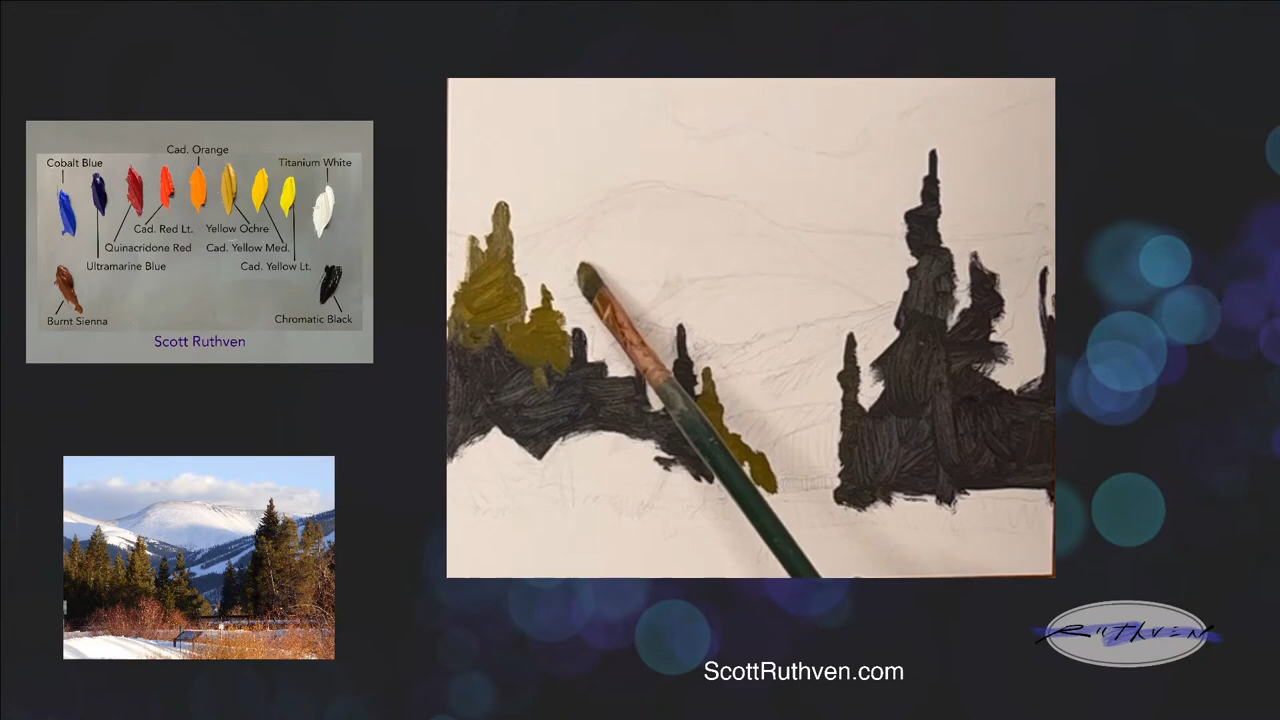 Cad. Orange
Cobalt Blue
Titanium White
Cad. Red Lt.
Yellow Ochre
Quinacridone Red
Cad. Yellow Med.
Ultramarine Blue
Cad. Yellow Lt.
Burnt Sienna
Chromatic Black
Scott Ruthven
RUTHVEN
ScottRuthven.com